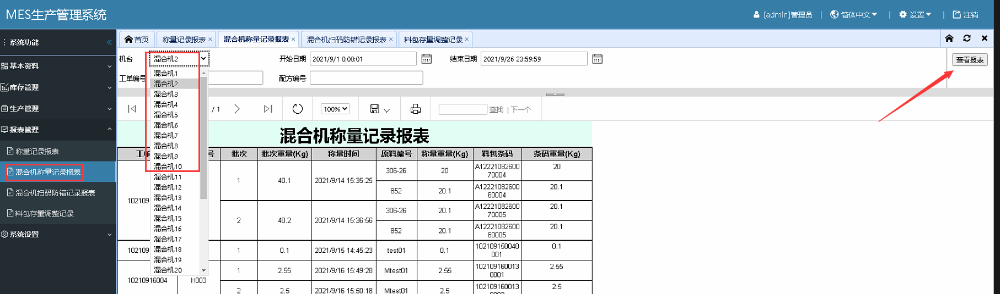 MES生产管理系统
[admin]管理员 | 简体中文 | 设置 | 注销
系统功能
首页 称量记录报表 × 混合机称量记录报表 × 混合机扫码防错记录报表 × 料包存量调整记录 ×
基本资料
库存管理
生产管理
报表管理
称量记录报表
混合机称量记录报表
混合机扫码防错记录报表
料包存量调整记录
系统设置
机台 混合机2 开始日期 2021/9/1 0:00:01 结束日期 2021/9/26 23:59:59 查看报表
工单编号 配方编号
混合机1
混合机2
混合机3
混合机4
混合机5
混合机6
混合机7
混合机8
混合机9
混合机10
混合机11
混合机12
混合机13
混合机14
混合机15
混合机16
混合机17
混合机18
混合机19
混合机20
/ 1 100% 查找 | 下一个
混合机称量记录报表
工单 号 批次 批次重量(Kg) 称量时间 原料编号 称量重量(Kg) 料包条码 条码重量(Kg)
102109 1 40.1 2021/9/14 15:35:25 306-26 20 A12221082600 20
70004
852 20.1 A12221082600 20.1
60004
2 40.2 2021/9/14 15:36:56 306-26 20.1 A12221082600 20.1
70005
852 20.1 A12221082600 20.1
60005
102109 1 0.1 2021/9/15 14:45:23 test01 0.1 102109150040 0.1
001
10210916004 H003 1 2.55 2021/9/16 15:49:28 Mtest01 2.55 102109160013 2.55
0001
2 2.5 2021/9/16 15:50:18 Mtest01 2.5 102109160013 2.5